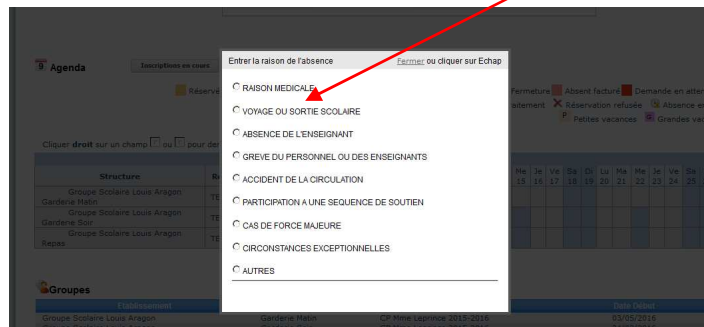 Agenda
Inscriptions en cours
Entrer la raison de l'absence Fermer ou cliquer sur Echap
RAISON MEDICALE
VOYAGE OU SORTIE SCOLAIRE
ABSENCE DE L'ENSEIGNANT
GREVE DU PERSONNEL OU DES ENSEIGNANTS
ACCIDENT DE LA CIRCULATION
PARTICIPATION A UNE SEQUENCE DE SOUTIEN
CAS DE FORCE MAJEURE
CIRCONSTANCES EXCEPTIONNELLES
AUTRES
Réservé Fermeture Absent facturé Demande en atten
aitement Réservation refusée Absence e
Petites vacances Grandes vac
Cliquer droit sur un champ ou pour der
Structure
Me Je Ve Sa Di Lu Ma Me Je Ve Sa
15 16 17 18 19 20 21 22 23 24 25
Groupe Scolaire Louis Aragon
Garderie Matin
Groupe Scolaire Louis Aragon
Garderie Soir
Groupe Scolaire Louis Aragon
Repas
Groupes
Etablissement Date Début
Groupe Scolaire Louis Aragon Garderie Matin CP Mme Leprince 2015-2016 03/05/2016